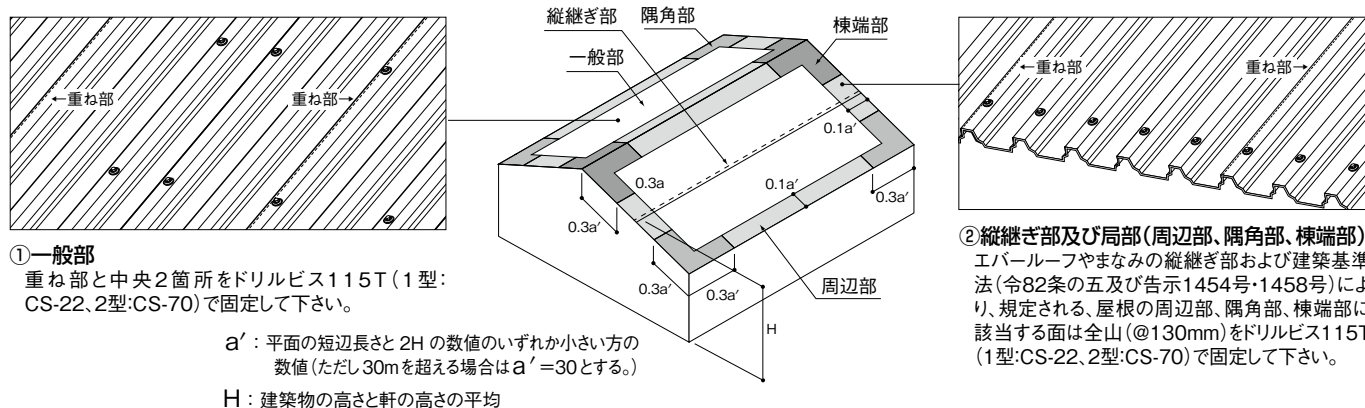 ←重ね部
重ね部→
①一般部
重ね部と中央2箇所をドリルビス115T(1型:
CS-22、2型:CS-70)で固定して下さい。
縦継ぎ部
隅角部
一般部
棟端部
0.1a′
0.3a
0.1a′
0.3a′
0.3a′
0.3a′
0.3a′
周辺部
H
a′:平面の短辺長さと2Hの数値のいずれか小さい方の
数値(ただし30mを超える場合はa′=30とする。)
H:建築物の高さと軒の高さの平均
←重ね部
重ね部→
②縦継ぎ部及び局部(周辺部、隅角部、棟端部)
エバールーフやまなみの縦継ぎ部および建築基準
法(令82条の五及び告示1454号・1458号)によ
り、規定される、屋根の周辺部、隅角部、棟端部に
該当する面は全山(@130mm)をドリルビス115T
(1型:CS-22、2型:CS-70)で固定して下さい。